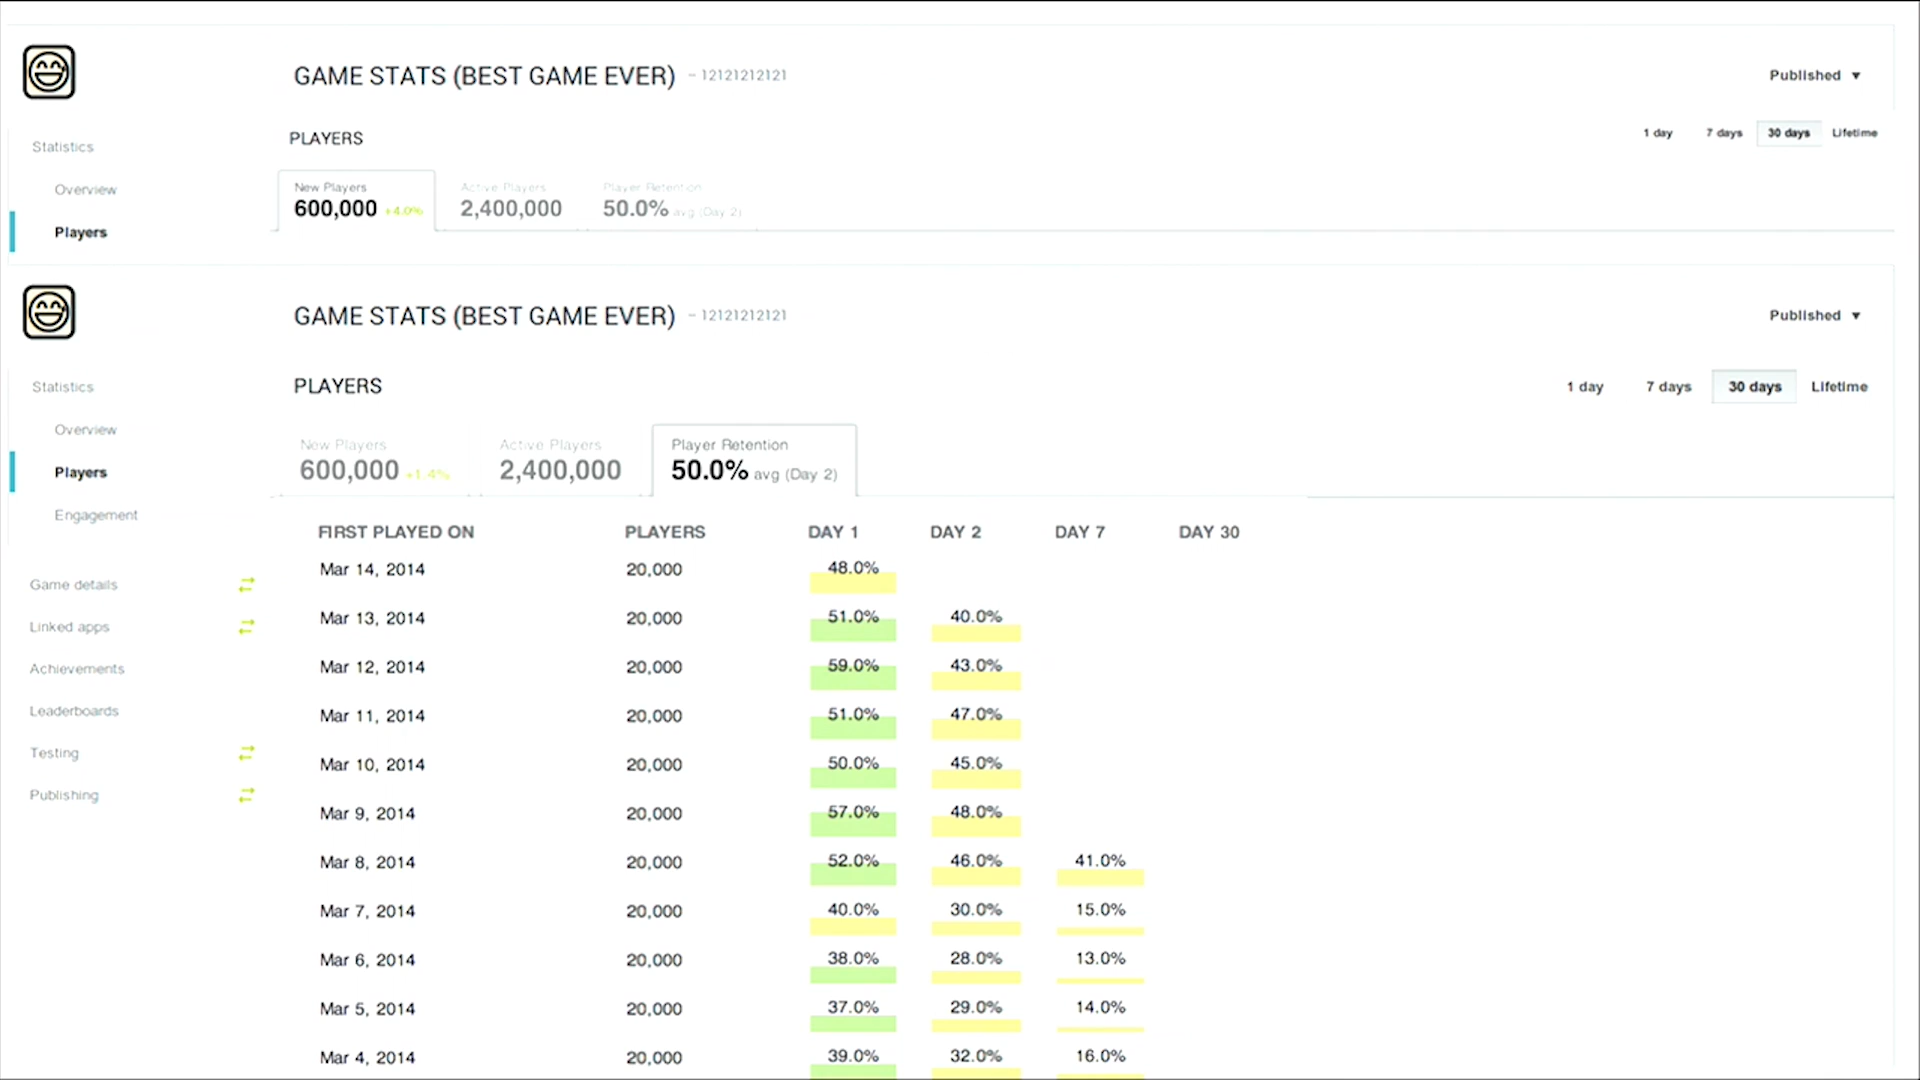 GAME STATS (BEST GAME EVER) - 12121212121 Published
Statistics
PLAYERS 1 day 7 days 30 days Lifetime
Overview
Players
New Players Active Players Player Retention
600,000 +4.0% 2,400,000 50.0% avg (Day 2)
GAME STATS (BEST GAME EVER) - 12121212121 Published
Statistics
Overview
Players
Engagement
Game details
Linked apps
Achievements
Leaderboards
Testing
Publishing
PLAYERS 1 day 7 days 30 days Lifetime
New Players Active Players Player Retention
600,000 +1.4% 2,400,000 50.0% avg (Day 2)
FIRST PLAYED ON PLAYERS DAY 1 DAY 2 DAY 7 DAY 30
Mar 14, 2014 20,000 48.0%
Mar 13, 2014 20,000 51.0% 40.0%
Mar 12, 2014 20,000 59.0% 43.0%
Mar 11, 2014 20,000 51.0% 47.0%
Mar 10, 2014 20,000 50.0% 45.0%
Mar 9, 2014 20,000 57.0% 48.0%
Mar 8, 2014 20,000 52.0% 46.0% 41.0%
Mar 7, 2014 20,000 40.0% 30.0% 15.0%
Mar 6, 2014 20,000 38.0% 28.0% 13.0%
Mar 5, 2014 20,000 37.0% 29.0% 14.0%
Mar 4, 2014 20,000 39.0% 32.0% 16.0%